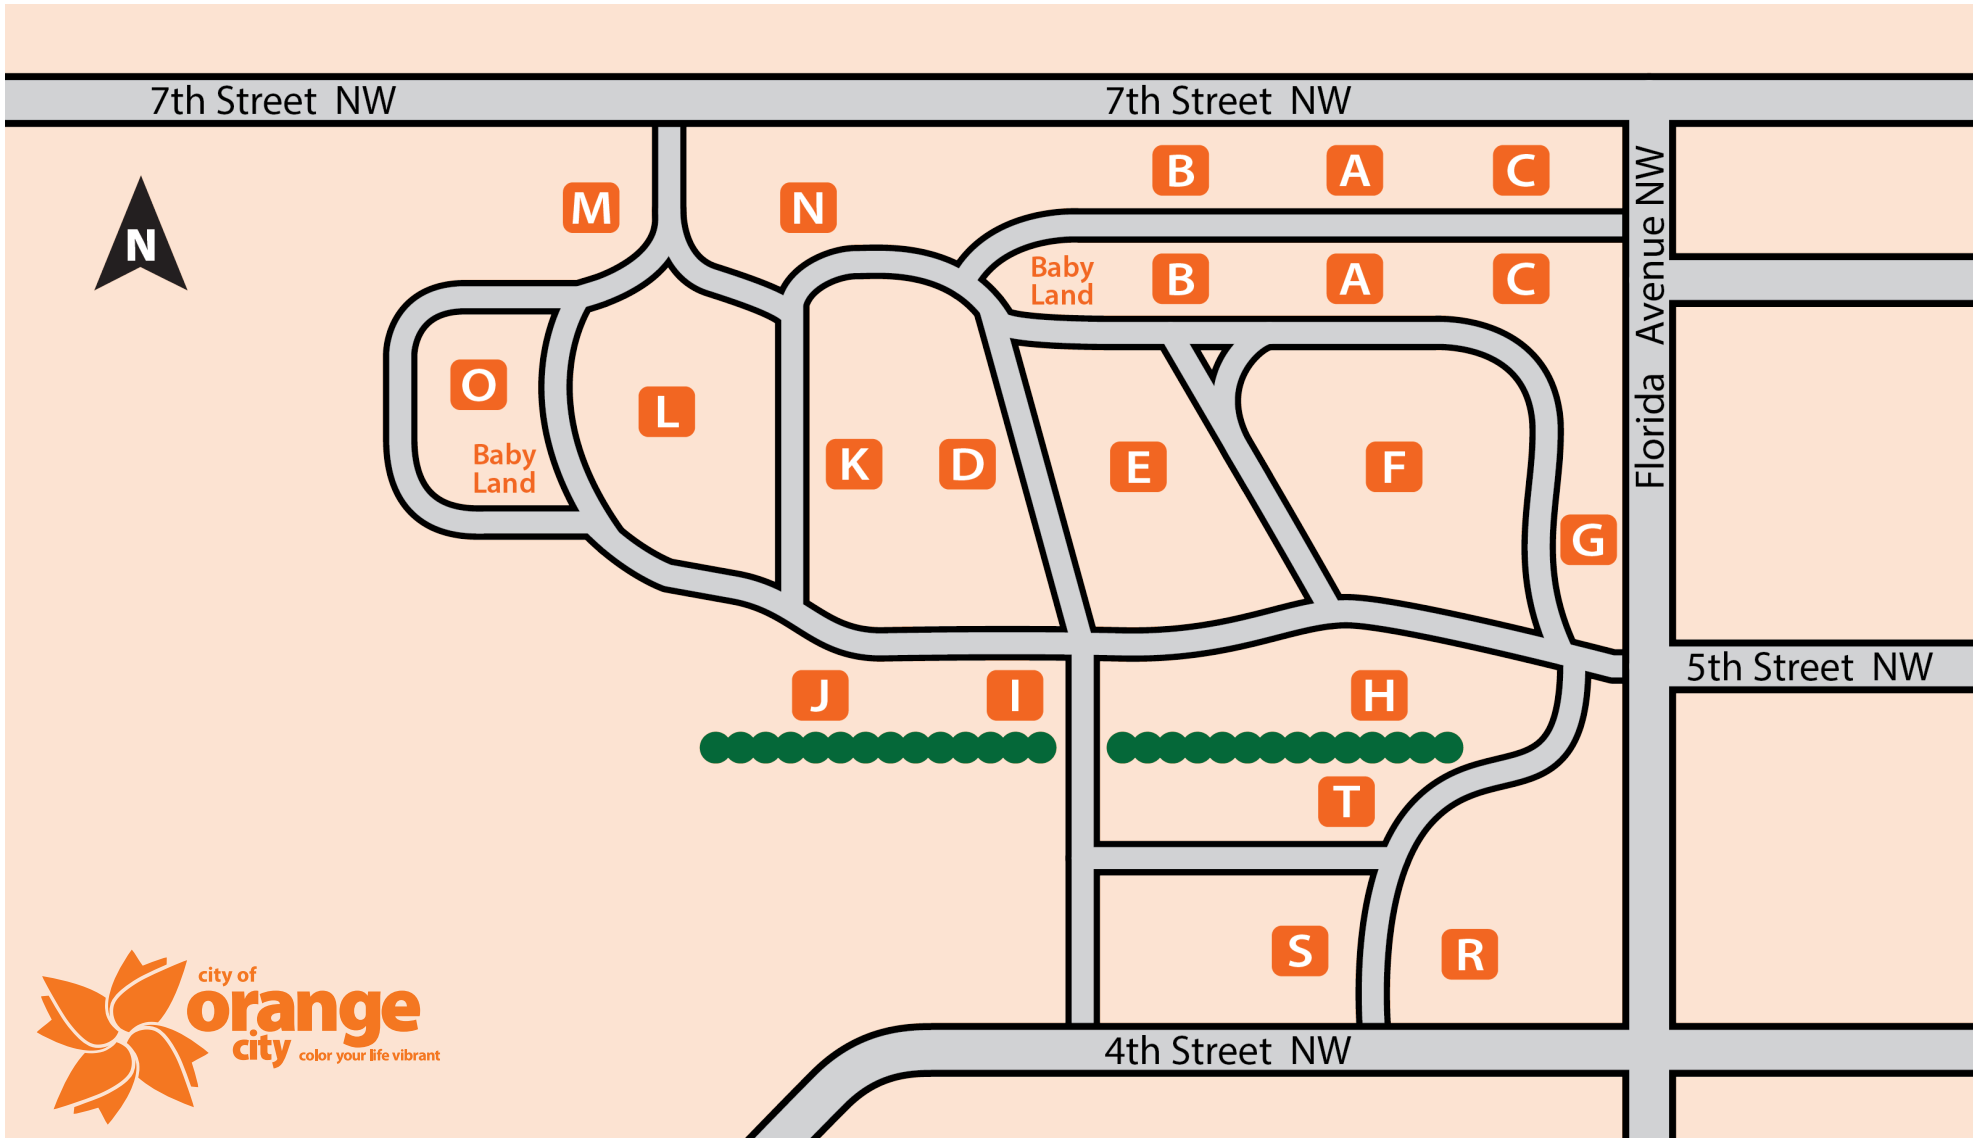 7th Street NW
7th Street NW
B
A
C
M
N
N
Florida Avenue NW
Baby
Land
B
A
C
O
L
Baby
Land
K
D
E
F
G
J
I
H
5th Street NW
T
S
R
city of
orange
city
color your life vibrant
4th Street NW